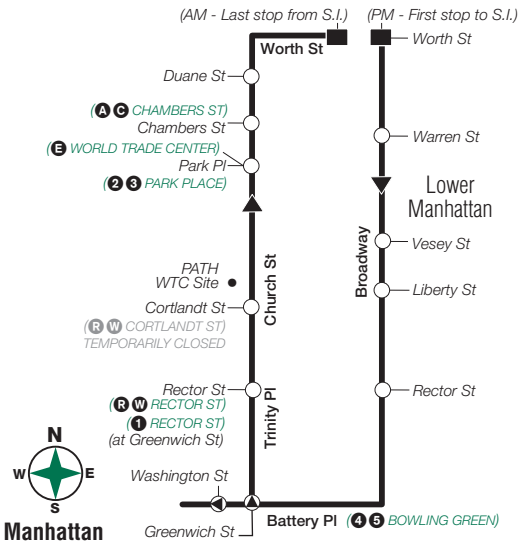 (AM - Last stop from S.I.)
(PM - First stop to S.I.)
Worth St
Worth St
Duane St
(A C CHAMBERS ST)
Chambers St
Warren St
(E WORLD TRADE CENTER)
Park Pl
(2 3 PARK PLACE)
Lower
Manhattan
Broadway
Vesey St
PATH
WTC Site
Church St
Liberty St
Cortlandt St
(R W CORTLANDT ST)
TEMPORARILY CLOSED
Rector St
Rector St
(R W RECTOR ST)
(1 RECTOR ST)
(at Greenwich St)
Trinity Pl
N
W E
S
Manhattan
Washington St
Greenwich St
Battery Pl
(4 5 BOWLING GREEN)